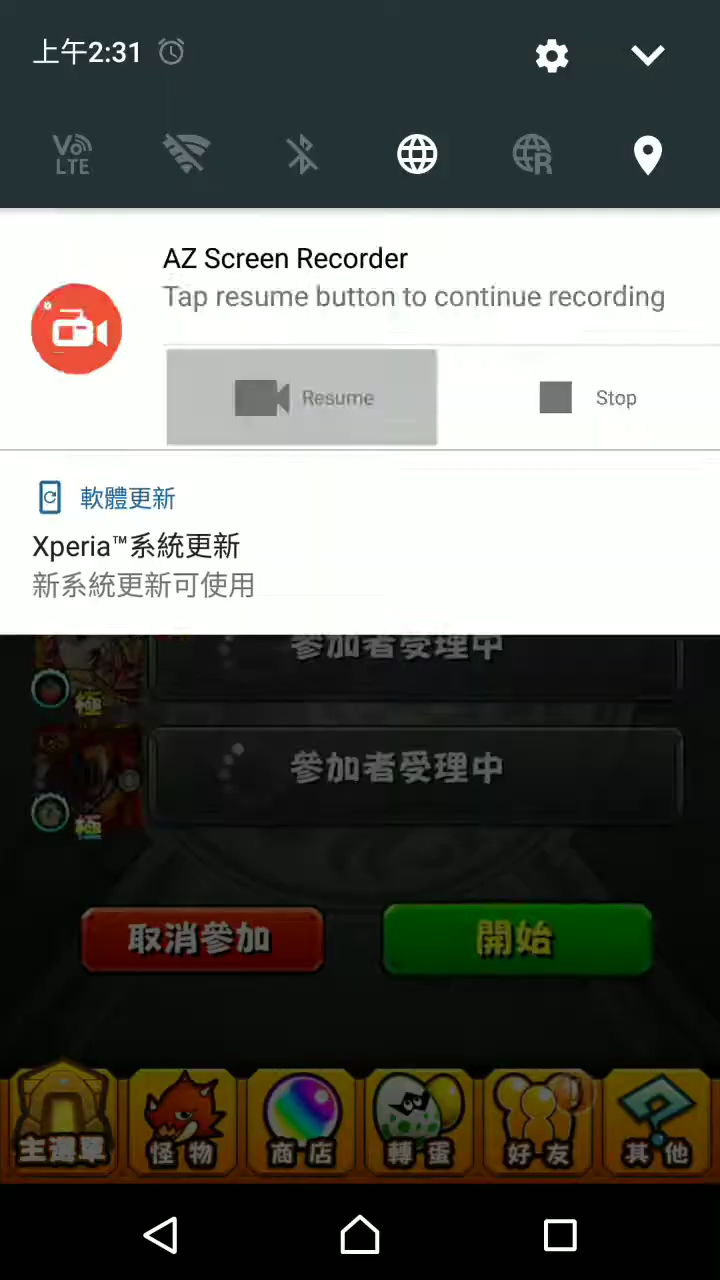 上午2:31
Vo
LTE
R
AZ Screen Recorder
Tap resume button to continue recording
Resume
Stop
軟體更新
Xperia™系統更新
新系統更新可使用
參加者受理中
極
參加者受理中
極
取消參加
開始
主選單
怪物
商店
轉蛋
好友
其他